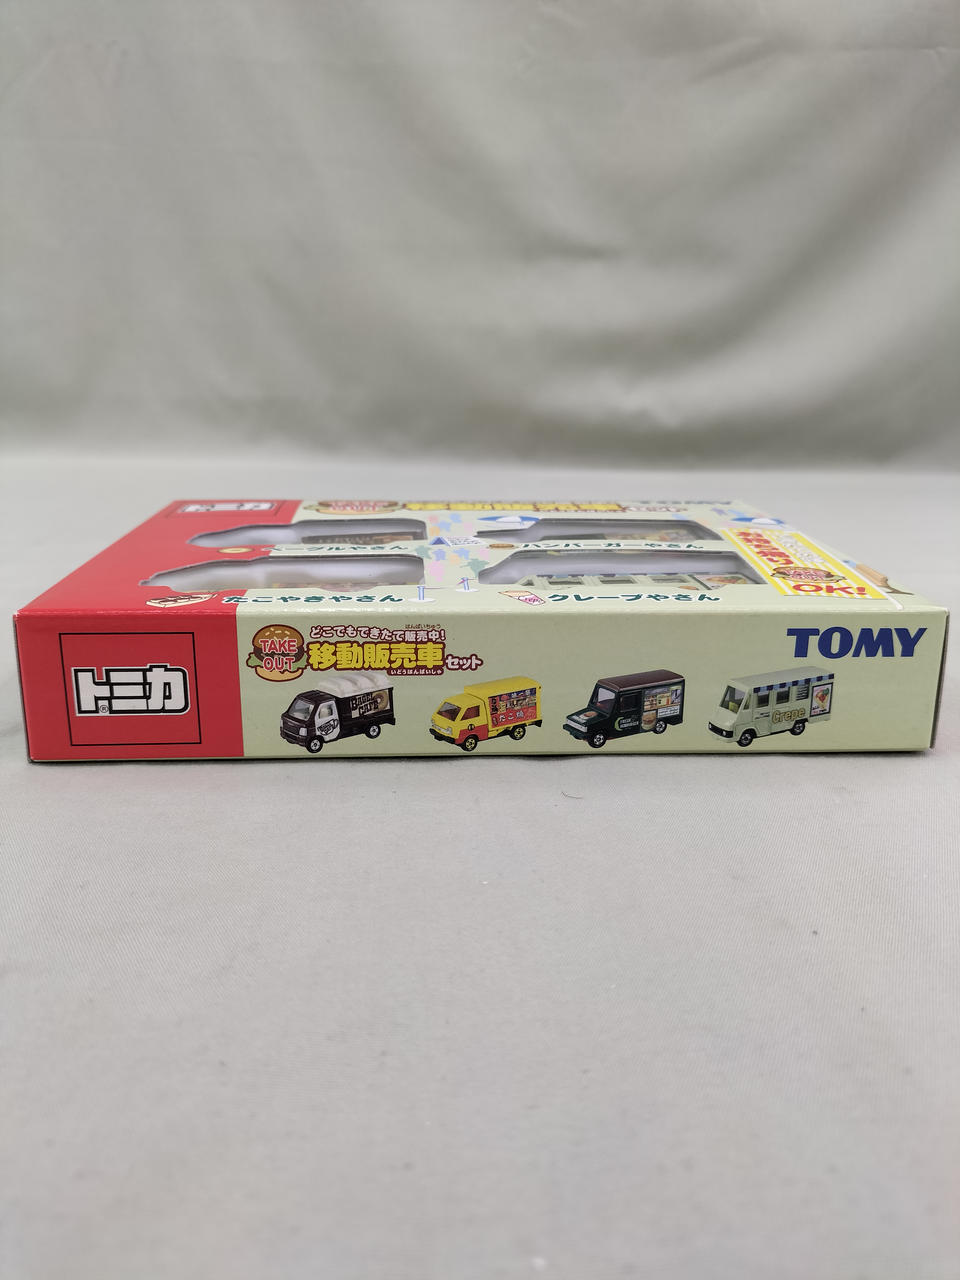 トミカ
TOMY
ベーグルやさん
ハンバーガーやさん
たこやきやさん
クレープやさん
OK!
トミカ
®
TAKE OUT
どこでもできたて販売中!
はんばいちゅう
移動販売車セット
いどうはんばいしゃ
BAGEL CAFE
たこ焼
Crepe
TOMY